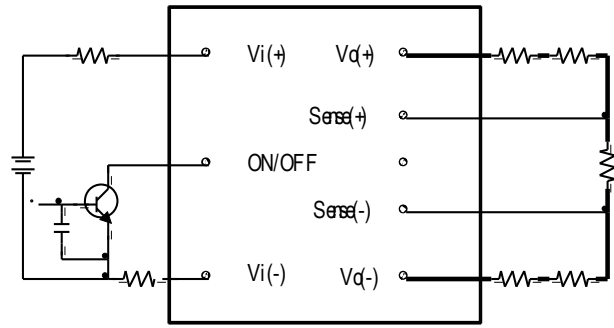 Vi(+) Vo(+)
Sense(+)
ON/OFF
Sense(-)
Vi(-) Vo(-)